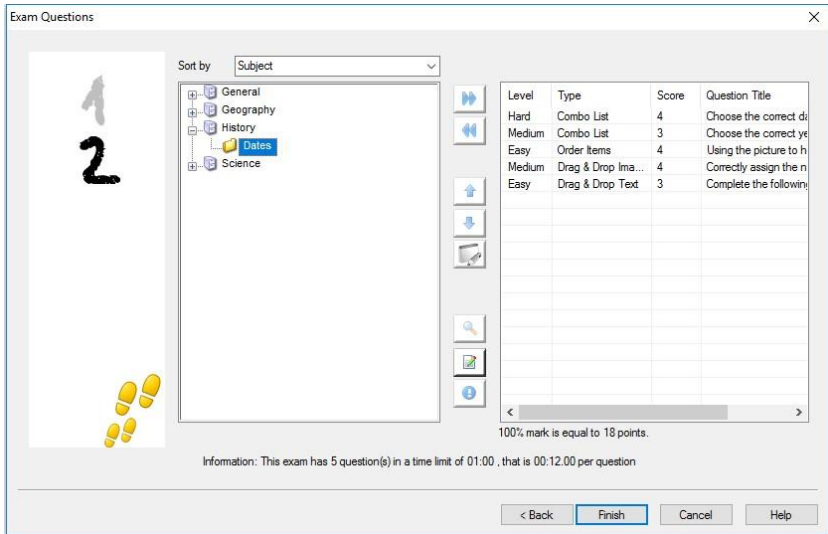 Exam Questions
1
2
Sort by Subject
General
Geography
History
Dates
Science
Level Type Score Question Title
Hard Combo List 4 Choose the correct da
Medium Combo List 3 Choose the correct ye
Easy Order Items 4 Using the picture to h
Medium Drag & Drop Ima... 4 Correctly assign the n
Easy Drag & Drop Text 3 Complete the following
100% mark is equal to 18 points.
Information: This exam has 5 question(s) in a time limit of 01:00 , that is 00:12.00 per question
< Back Finish Cancel Help